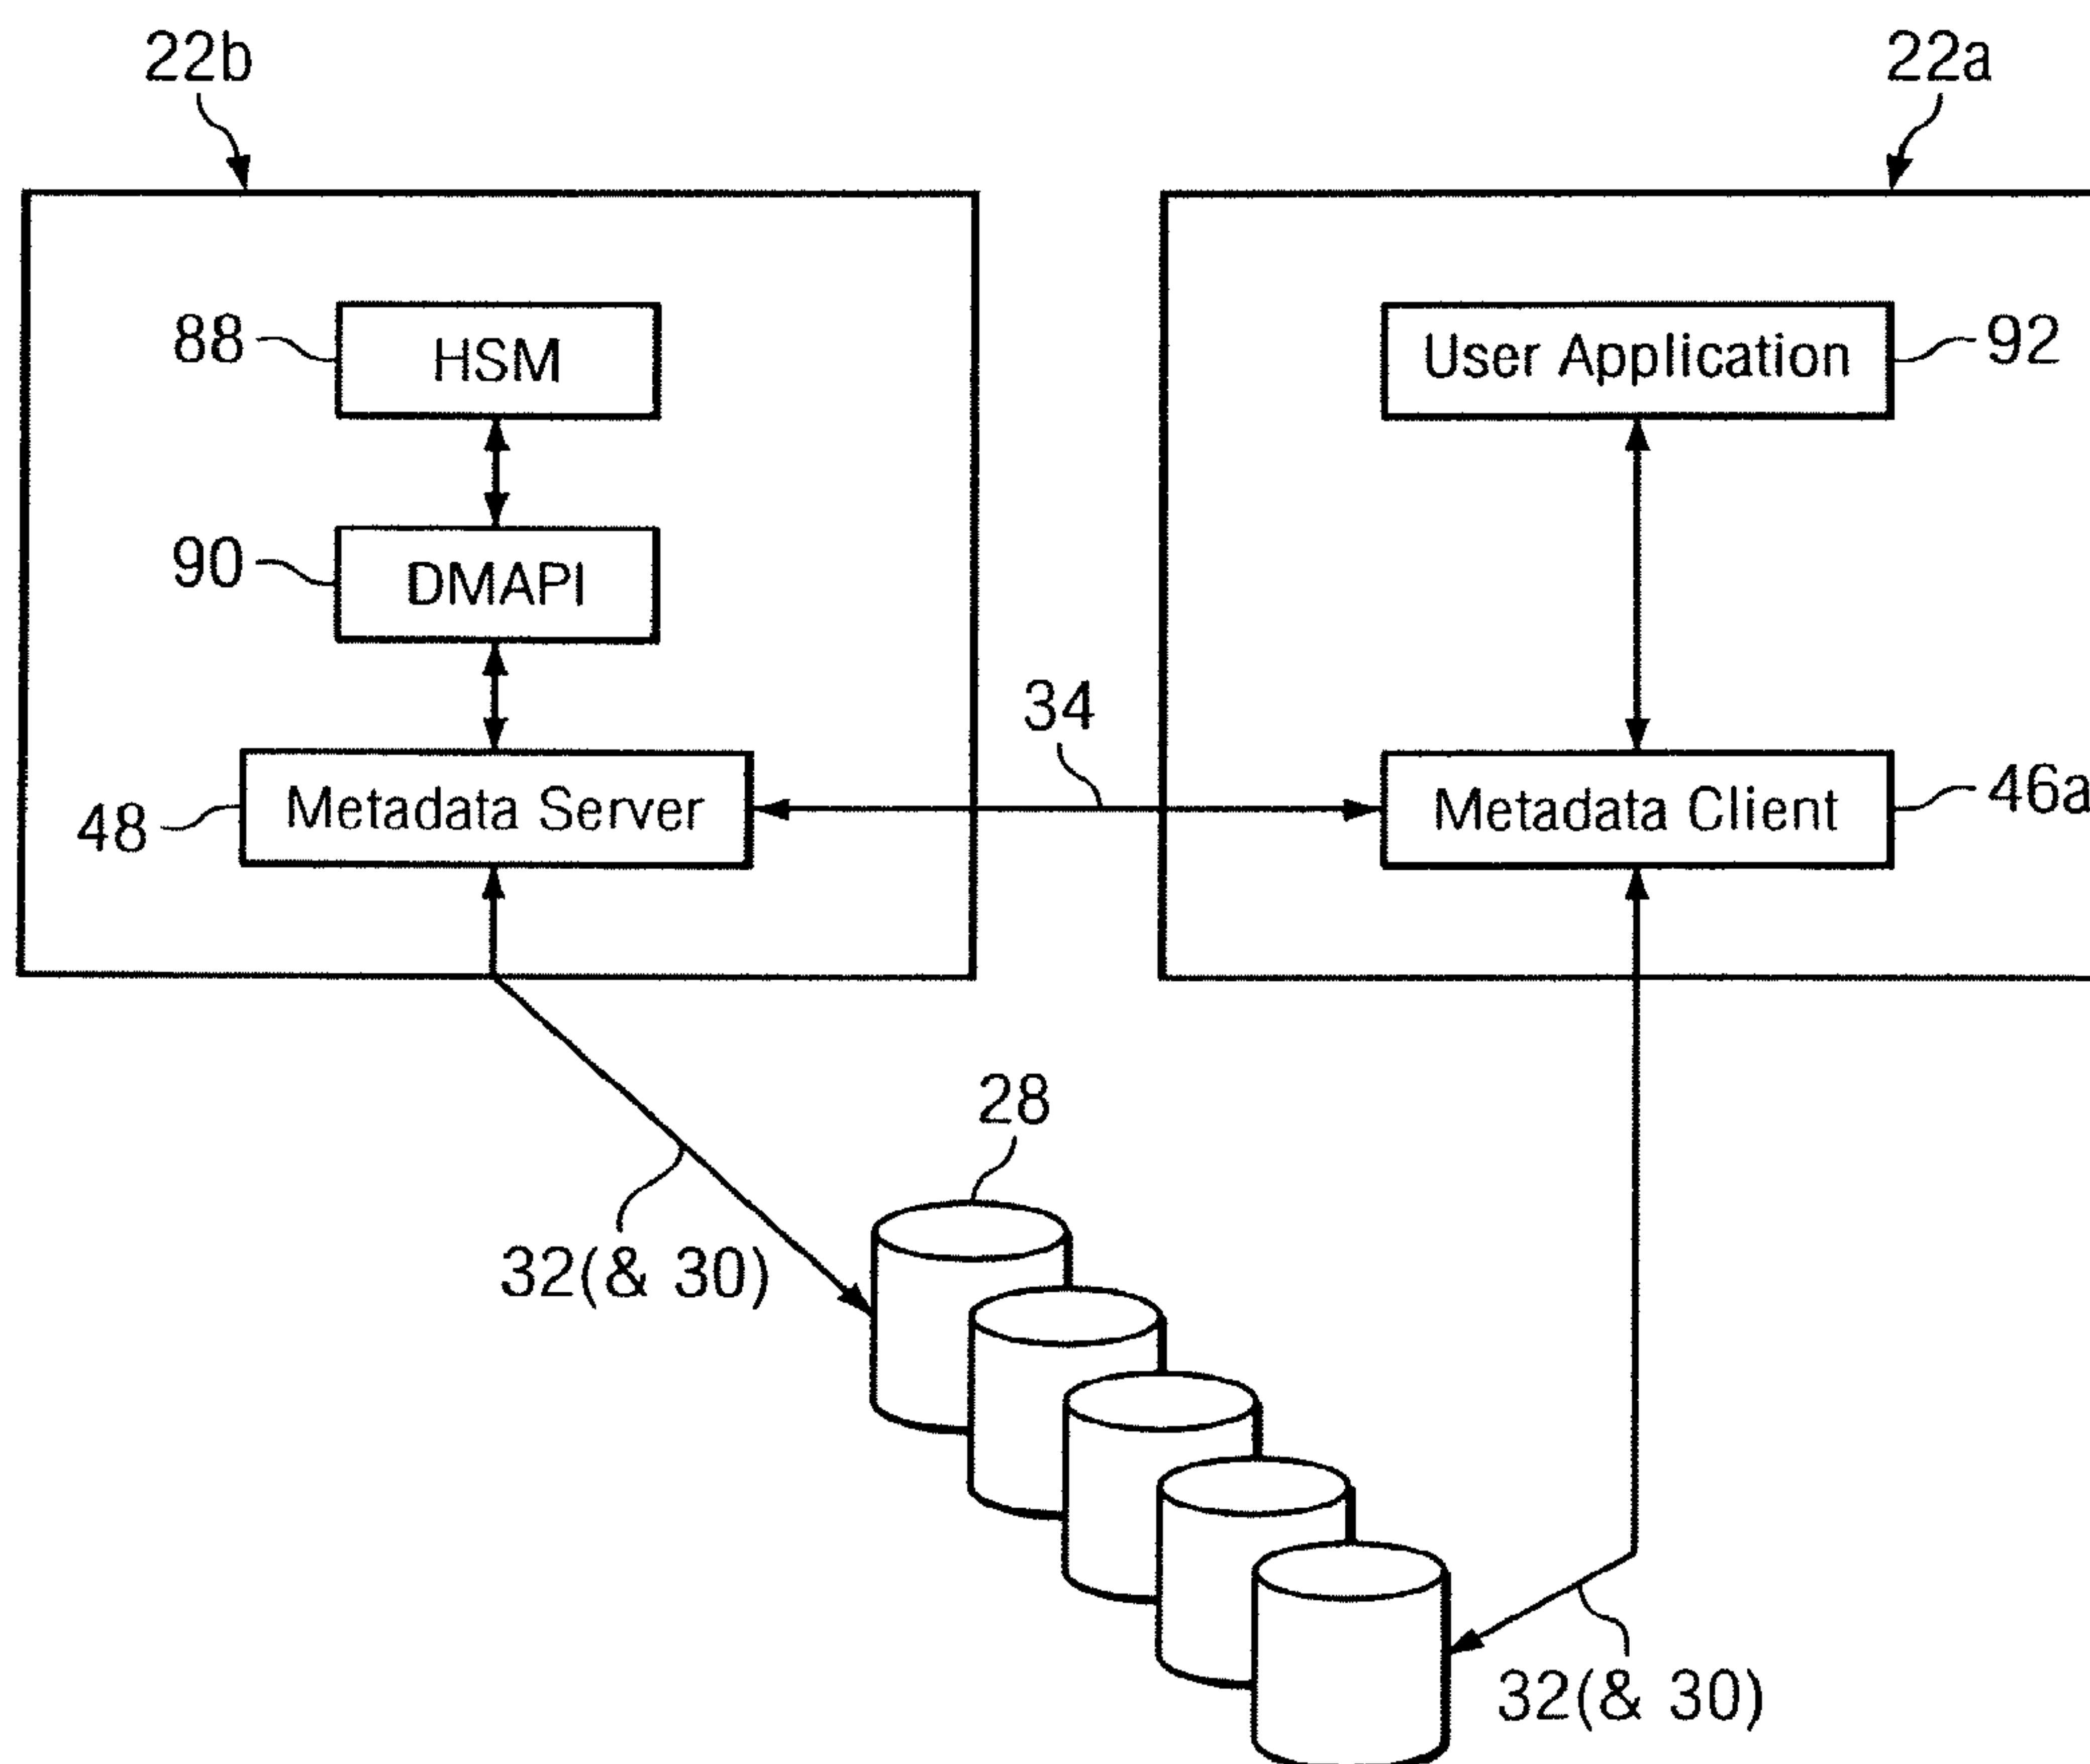 22b
22a
88
HSM
User Application
92
90
DMAPI
34
48
Metadata Server
Metadata Client
46a
28
32(& 30)
32(& 30)